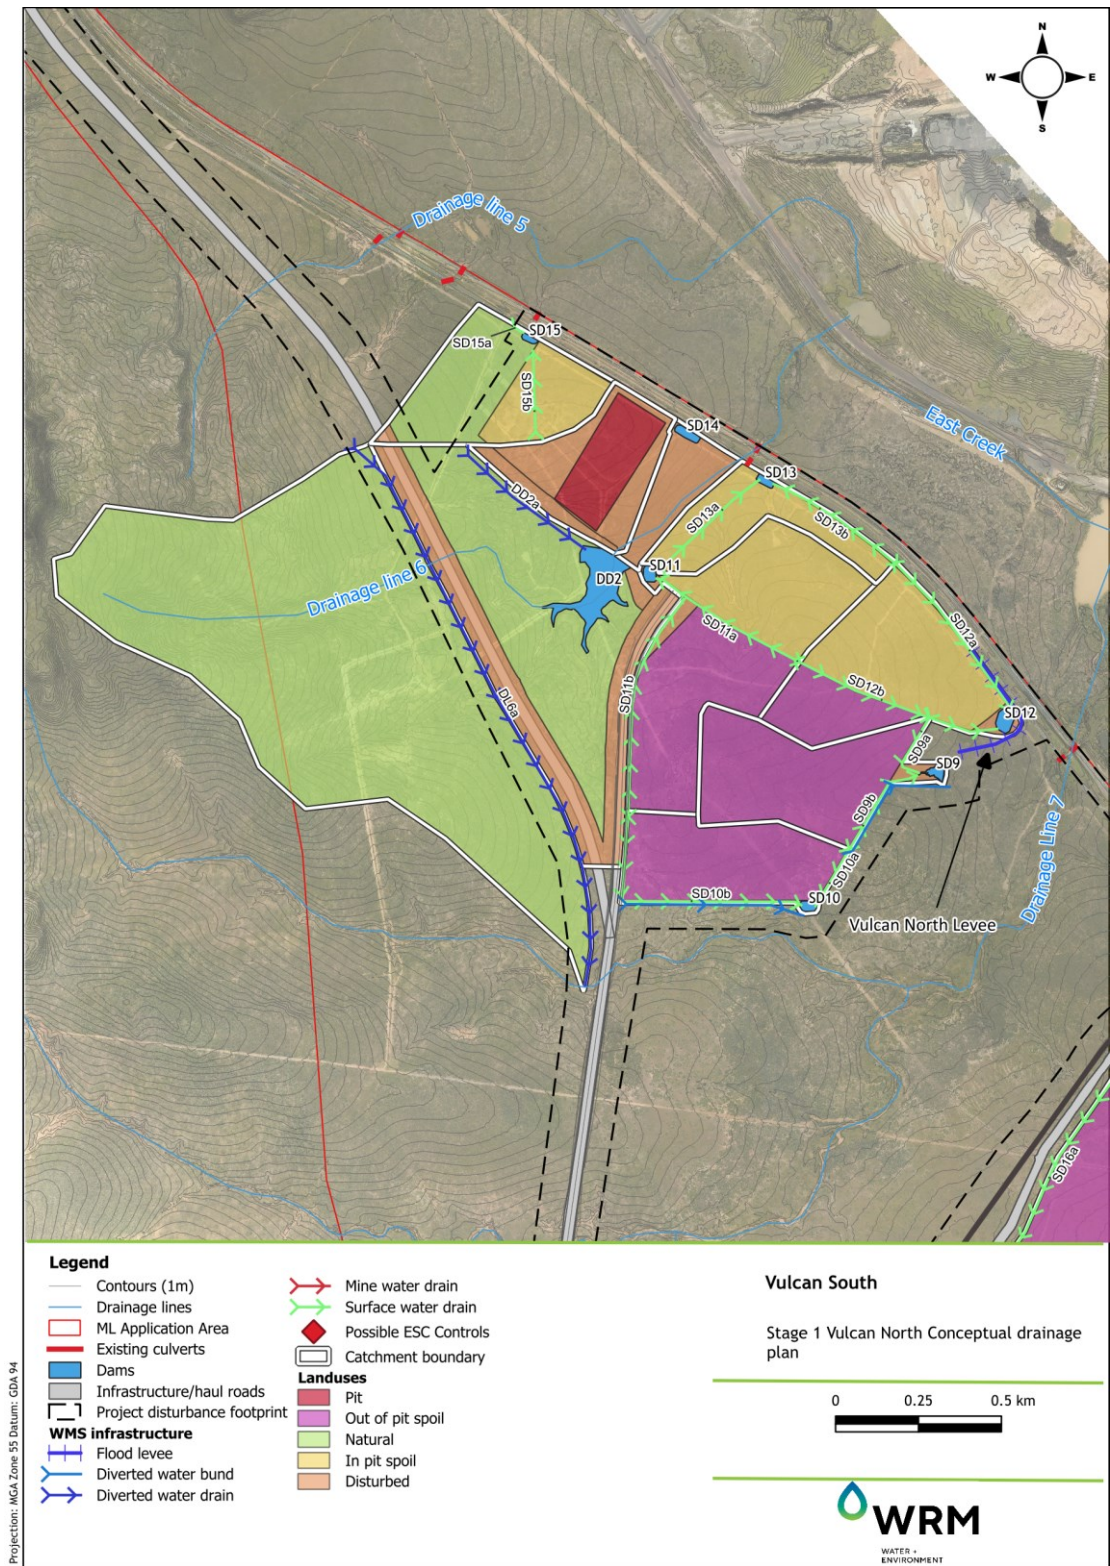 N
W
E
S
Drainage line 5
SD15
SD15a
SD15b
SD14
East Creek
SD13
SD13a
SD13b
DD2a
SD11
DD2
Drainage line 6
SD11a
SD12a
SD11b
SD12b
DL6a
SD12
SD9a
SD9
SD9b
SD10a
SD10b
SD10
Drainage Line 7
Vulcan North Levee
SD16a
Legend
Contours (1m)
Drainage lines
ML Application Area
Existing culverts
Dams
Infrastructure/haul roads
Project disturbance footprint
WMS infrastructure
Flood levee
Diverted water bund
Diverted water drain
Mine water drain
Surface water drain
Possible ESC Controls
Catchment boundary
Landuses
Pit
Out of pit spoil
Natural
In pit spoil
Disturbed
Vulcan South
Stage 1 Vulcan North Conceptual drainage
plan
0 0.25 0.5 km
WRM
WATER +
ENVIRONMENT
Projection: MGA Zone 55 Datum: GDA 94